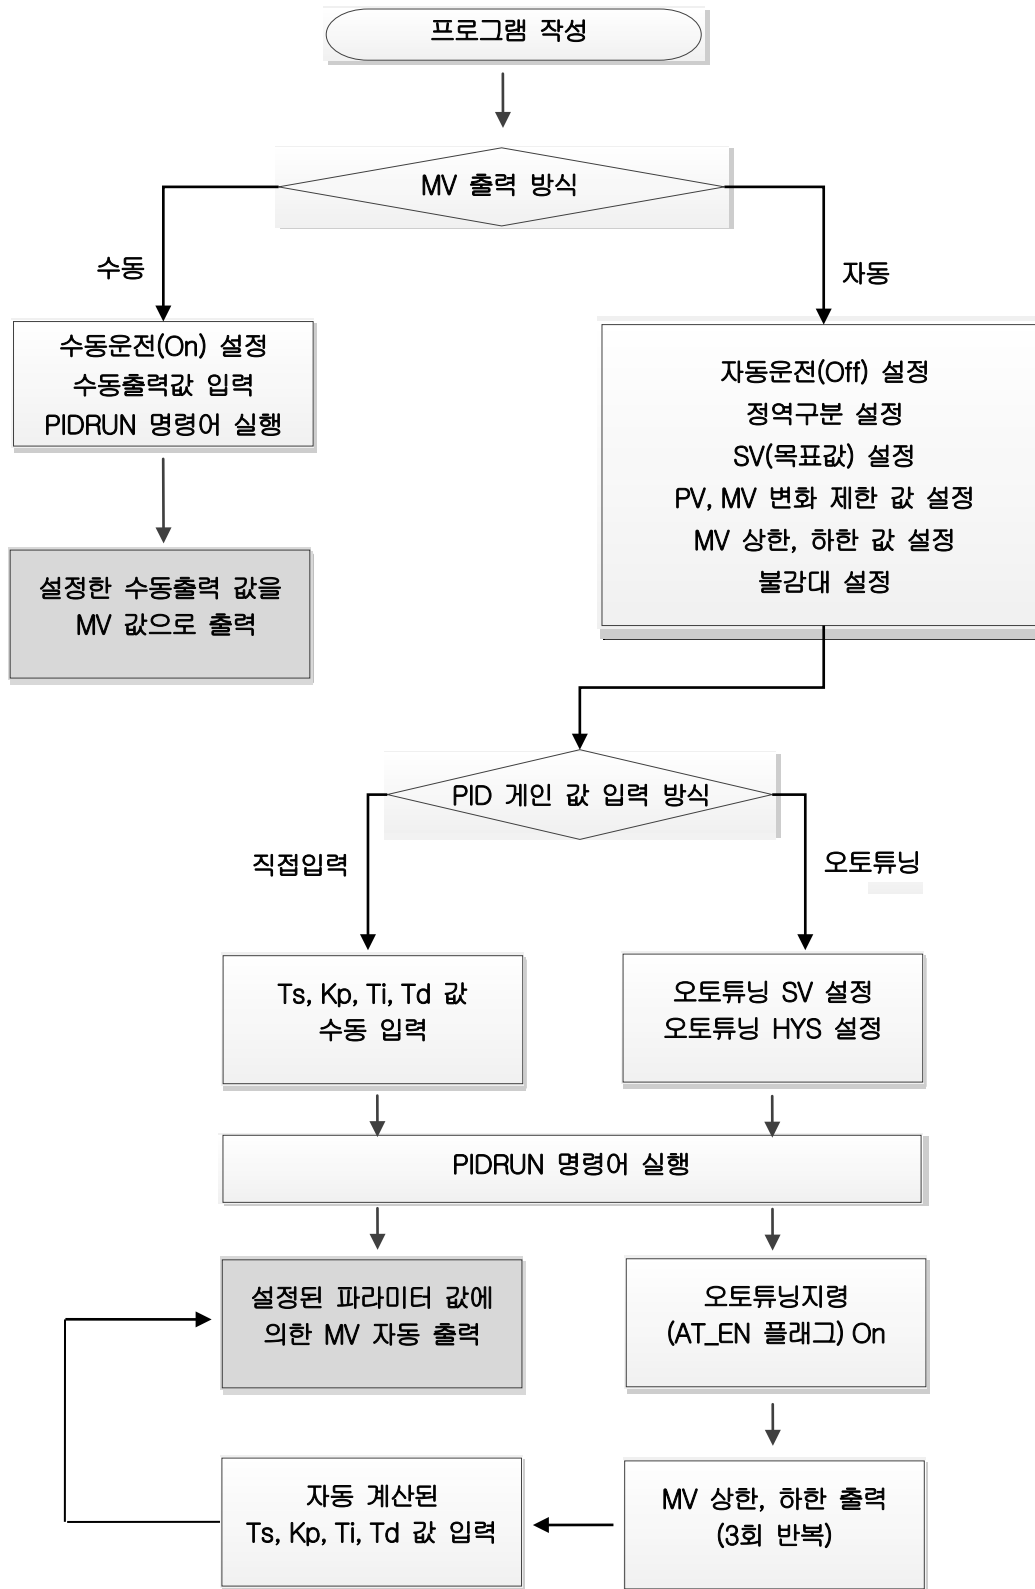 프로그램 작성
MV 출력 방식
수동
자동
수동운전(On) 설정
수동출력값 입력
PIDRUN 명령어 실행
자동운전(Off) 설정
정역구분 설정
SV(목표값) 설정
PV, MV 변화 제한 값 설정
MV 상한, 하한 값 설정
불감대 설정
설정한 수동출력 값을
MV 값으로 출력
PID 게인 값 입력 방식
직접입력
오토튜닝
Ts, Kp, Ti, Td 값
수동 입력
오토튜닝 SV 설정
오토튜닝 HYS 설정
PIDRUN 명령어 실행
설정된 파라미터 값에
의한 MV 자동 출력
오토튜닝지령
(AT_EN 플래그) On
자동 계산된
Ts, Kp, Ti, Td 값 입력
MV 상한, 하한 출력
(3회 반복)